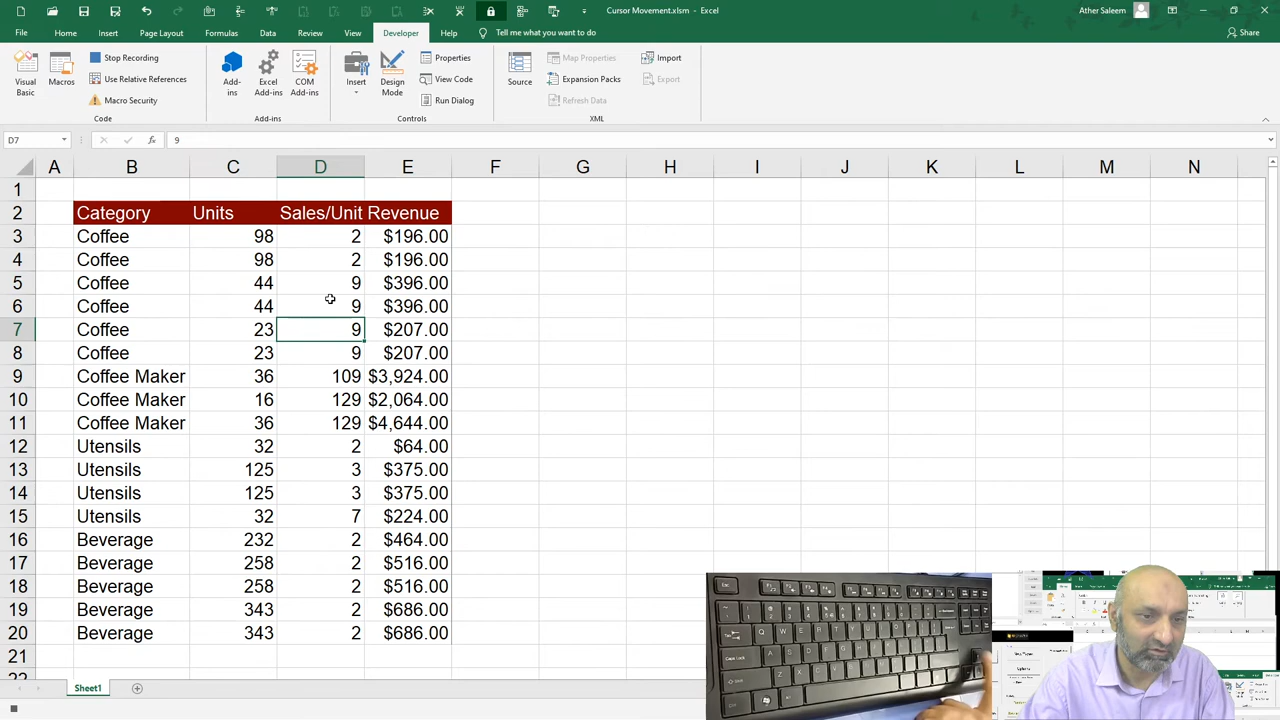 Cursor Movement.xlsm - Excel
Ather Saleem
File Home Insert Page Layout Formulas Data Review View Developer Help Tell me what you want to do Share
Visual Basic
Macros
Stop Recording
Use Relative References
Macro Security
Code
Add-ins
Excel Add-ins
COM Add-ins
Add-ins
Insert
Design Mode
Properties
View Code
Run Dialog
Controls
Source
Map Properties
Expansion Packs
Refresh Data
Import
Export
XML
D7 fx 9
A B C D E F G H I J K L M N
1
2 Category Units Sales/Unit Revenue
3 Coffee 98 2 $196.00
4 Coffee 98 2 $196.00
5 Coffee 44 9 $396.00
6 Coffee 44 9 $396.00
7 Coffee 23 9 $207.00
8 Coffee 23 9 $207.00
9 Coffee Maker 36 109 $3,924.00
10 Coffee Maker 16 129 $2,064.00
11 Coffee Maker 36 129 $4,644.00
12 Utensils 32 2 $64.00
13 Utensils 125 3 $375.00
14 Utensils 125 3 $375.00
15 Utensils 32 7 $224.00
16 Beverage 232 2 $464.00
17 Beverage 258 2 $516.00
18 Beverage 258 2 $516.00
19 Beverage 343 2 $686.00
20 Beverage 343 2 $686.00
21
22
Sheet1